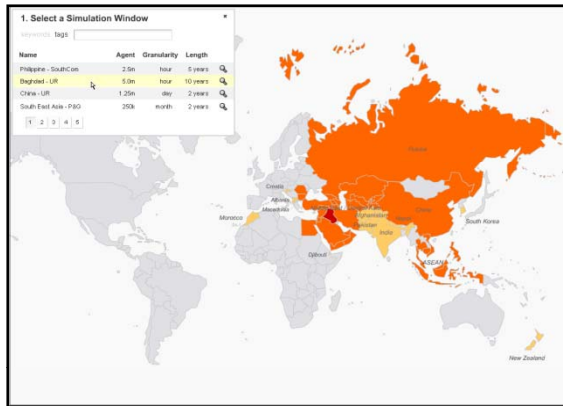 1. Select a Simulation Window
keywords tags
Name Agent Granularity Length
Philippine - SouthCom 2.5m hour 5 years
Baghdad - UR 5.0m hour 10 years
China - UR 1.25m day 2 years
South East Asia - P&G 250k month 2 years
1 2 3 4 5
Russia
Croatia
Albania
Macedonia
Morocco
Afghanistan
Pakistan
China
India
South Korea
Djibouti
ASEAN
New Zealand